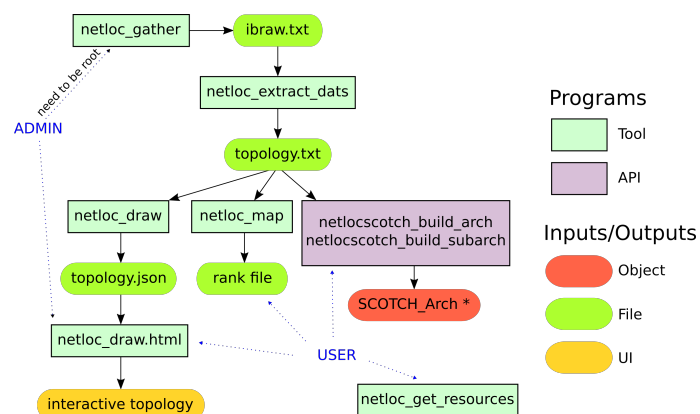 netloc_gather
ibraw.txt
need to be root
netloc_extract_dats
ADMIN
topology.txt
netloc_draw
netloc_map
netlocscotch_build_arch
netlocscotch_build_subarch
topology.json
rank file
SCOTCH_Arch *
netloc_draw.html
USER
interactive topology
netloc_get_resources
Programs
Tool
API
Inputs/Outputs
Object
File
UI